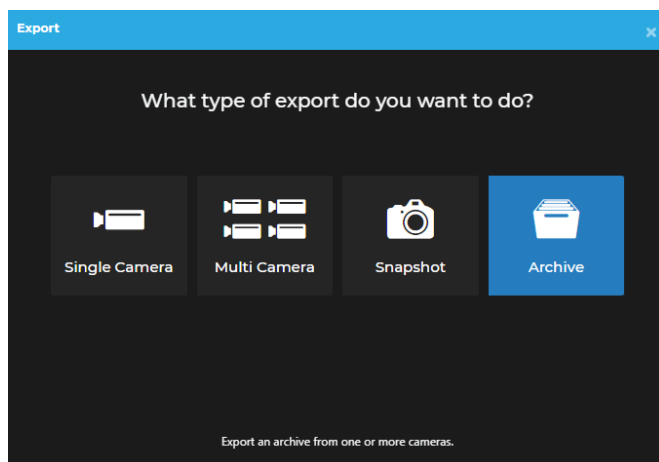 Export
What type of export do you want to do?
Single Camera
Multi Camera
Snapshot
Archive
Export an archive from one or more cameras.